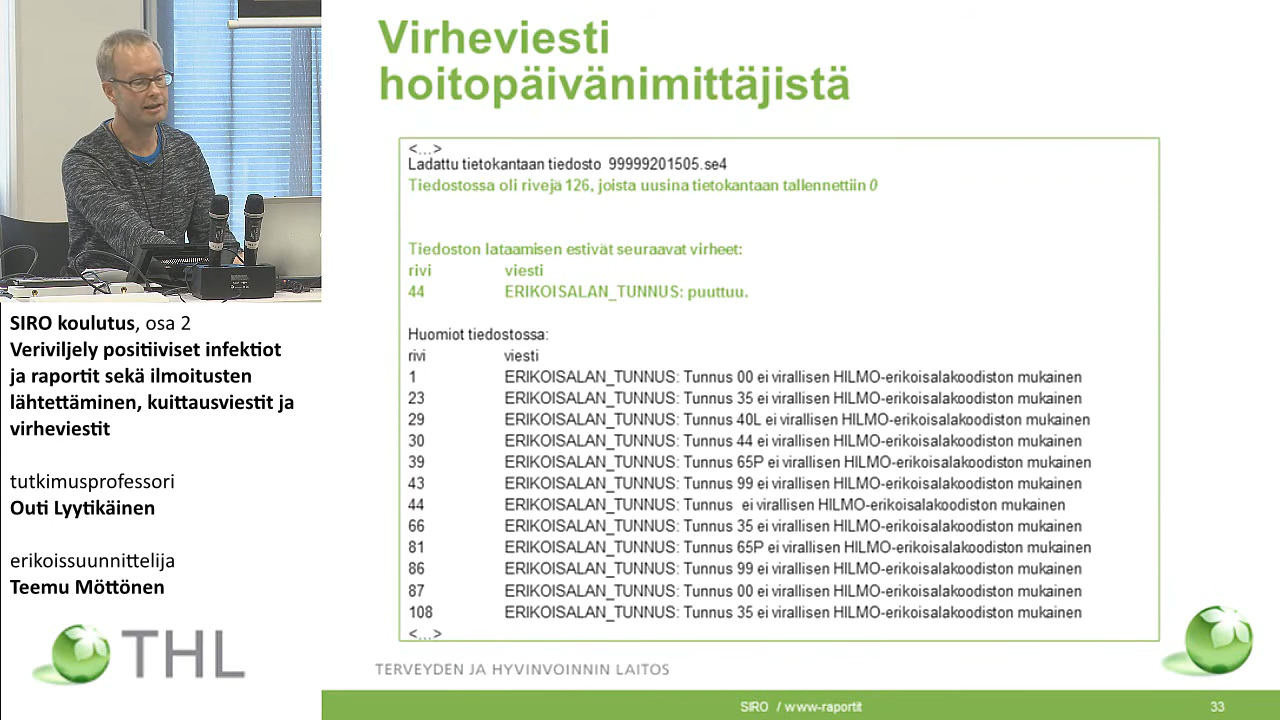 Virheviesti
hoitopäivänimittäjistä
<...>
Ladattu tietokantaan tiedosto 99999201505.se4
Tiedostossa oli rivejä 126, joista uusina tietokantaan tallennettiin 0
Tiedoston lataamisen estivät seuraavat virheet:
rivi viesti
44 ERIKOISALAN_TUNNUS: puuttuu.
Huomiot tiedostossa:
rivi viesti
1 ERIKOISALAN_TUNNUS: Tunnus 00 ei virallisen HILMO-erikoisalakoodiston mukainen
23 ERIKOISALAN_TUNNUS: Tunnus 35 ei virallisen HILMO-erikoisalakoodiston mukainen
29 ERIKOISALAN_TUNNUS: Tunnus 40L ei virallisen HILMO-erikoisalakoodiston mukainen
30 ERIKOISALAN_TUNNUS: Tunnus 44 ei virallisen HILMO-erikoisalakoodiston mukainen
39 ERIKOISALAN_TUNNUS: Tunnus 65P ei virallisen HILMO-erikoisalakoodiston mukainen
43 ERIKOISALAN_TUNNUS: Tunnus 99 ei virallisen HILMO-erikoisalakoodiston mukainen
44 ERIKOISALAN_TUNNUS: Tunnus ei virallisen HILMO-erikoisalakoodiston mukainen
66 ERIKOISALAN_TUNNUS: Tunnus 35 ei virallisen HILMO-erikoisalakoodiston mukainen
81 ERIKOISALAN_TUNNUS: Tunnus 65P ei virallisen HILMO-erikoisalakoodiston mukainen
86 ERIKOISALAN_TUNNUS: Tunnus 99 ei virallisen HILMO-erikoisalakoodiston mukainen
87 ERIKOISALAN_TUNNUS: Tunnus 00 ei virallisen HILMO-erikoisalakoodiston mukainen
108 ERIKOISALAN_TUNNUS: Tunnus 35 ei virallisen HILMO-erikoisalakoodiston mukainen
<...>
TERVEYDEN JA HYVINVOINNIN LAITOS
SIRO / www-raportit 33
SIRO koulutus, osa 2
Veriviljely positiiviset infektiot
ja raportit sekä ilmoitusten
lähtettäminen, kuittausviestit ja
virheviestit
tutkimusprofessori
Outi Lyytikäinen
erikoissuunnittelija
Teemu Möttönen
THL